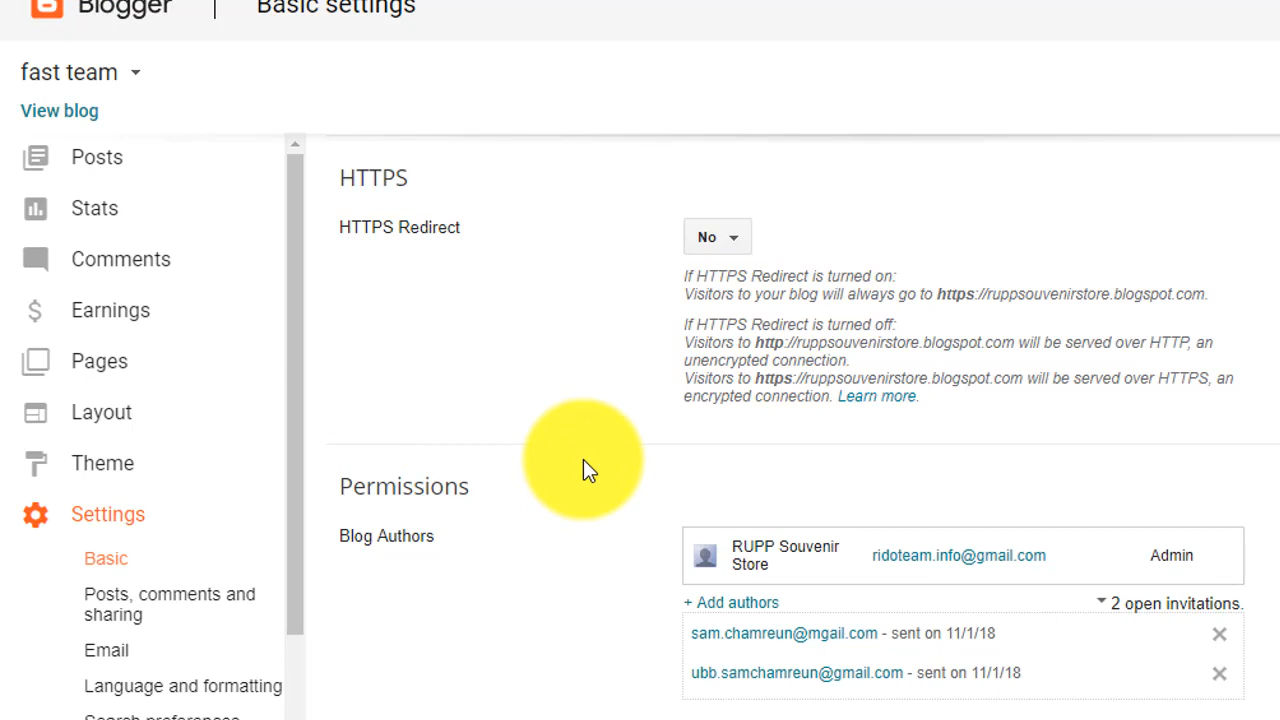 Blogger | Basic settings
fast team
View blog
Posts
Stats
Comments
Earnings
Pages
Layout
Theme
Settings
Basic
Posts, comments and
sharing
Email
Language and formatting
Search preferences
HTTPS
HTTPS Redirect
No
If HTTPS Redirect is turned on:
Visitors to your blog will always go to https://ruppsouvenirstore.blogspot.com.
If HTTPS Redirect is turned off:
Visitors to http://ruppsouvenirstore.blogspot.com will be served over HTTP, an
unencrypted connection.
Visitors to https://ruppsouvenirstore.blogspot.com will be served over HTTPS, an
encrypted connection. Learn more.
Permissions
Blog Authors
RUPP Souvenir
Store
ridoteam.info@gmail.com
Admin
+ Add authors
2 open invitations.
sam.chamreun@mgail.com - sent on 11/1/18
ubb.samchamreun@gmail.com - sent on 11/1/18